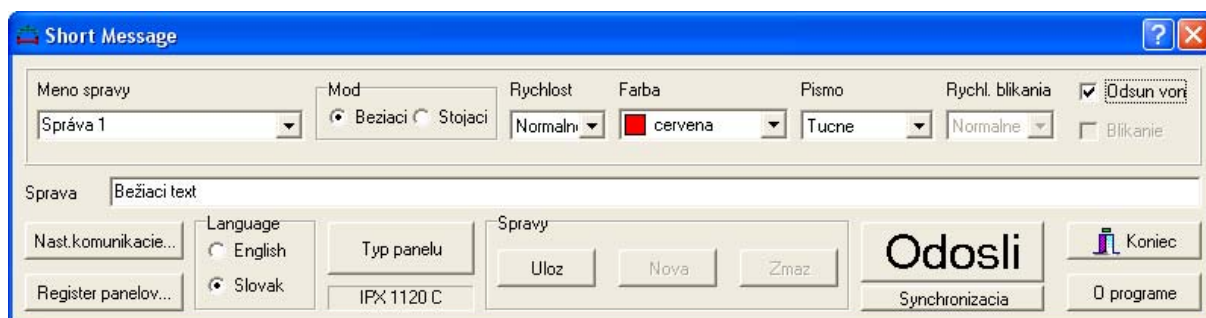 Short Message
Meno spravy
Mod
Rychlost
Farba
Pismo
Rychl. blikania
Odsun von
Správa 1
Beziaci
Stojaci
Normaln
cervena
Tucne
Normalne
Blikanie
Sprava
Bežiaci text
Nast.komunikacie...
Language
English
Slovak
Typ panelu
Spravy
Uloz
Nova
Zmaz
Odosli
Koniec
Register panelov...
IPX 1120 C
Synchronizacia
O programe